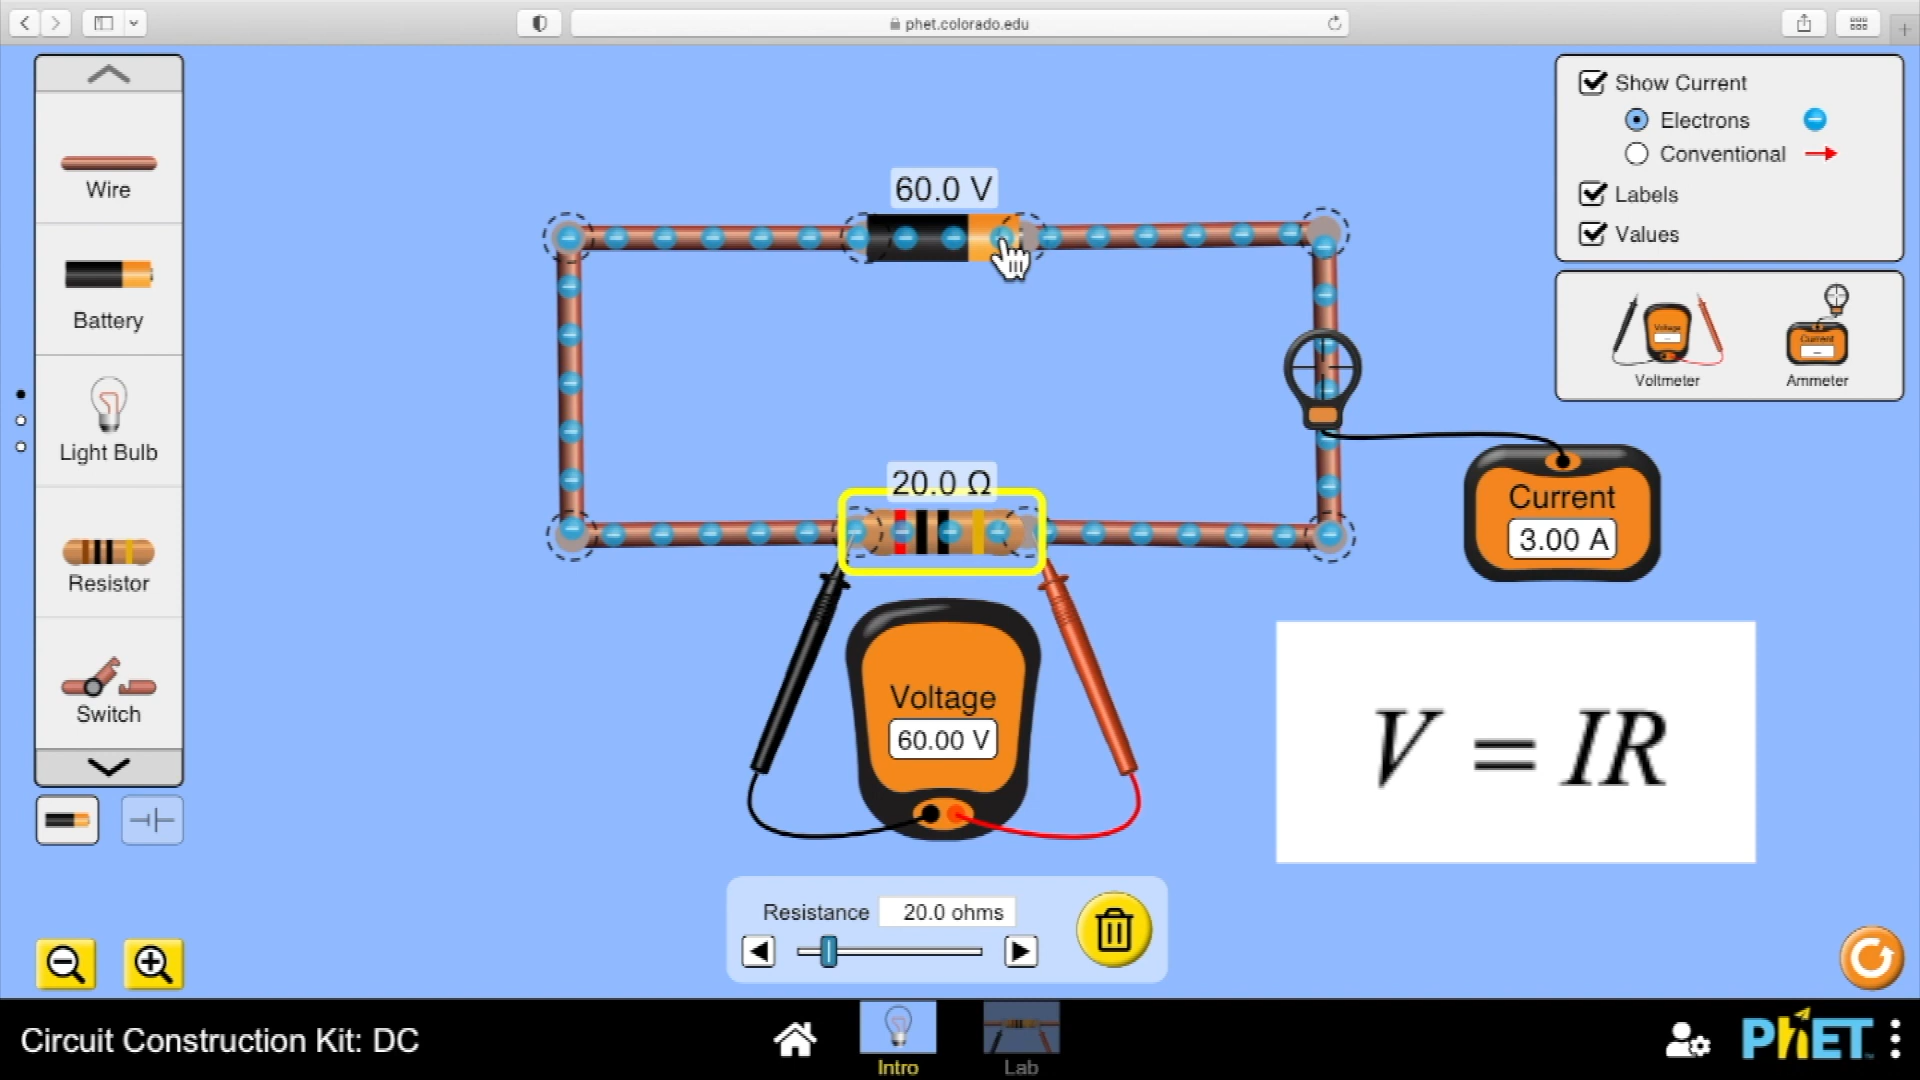 phet.colorado.edu
Wire
Battery
Light Bulb
Resistor
Switch
60.0 V
20.0 Ω
Show Current
Electrons
Conventional
Labels
Values
Voltage
Voltmeter
Current
Ammeter
Current
3.00 A
Voltage
60.00 V
V = IR
Resistance 20.0 ohms
Circuit Construction Kit: DC
Intro
Lab
PhET